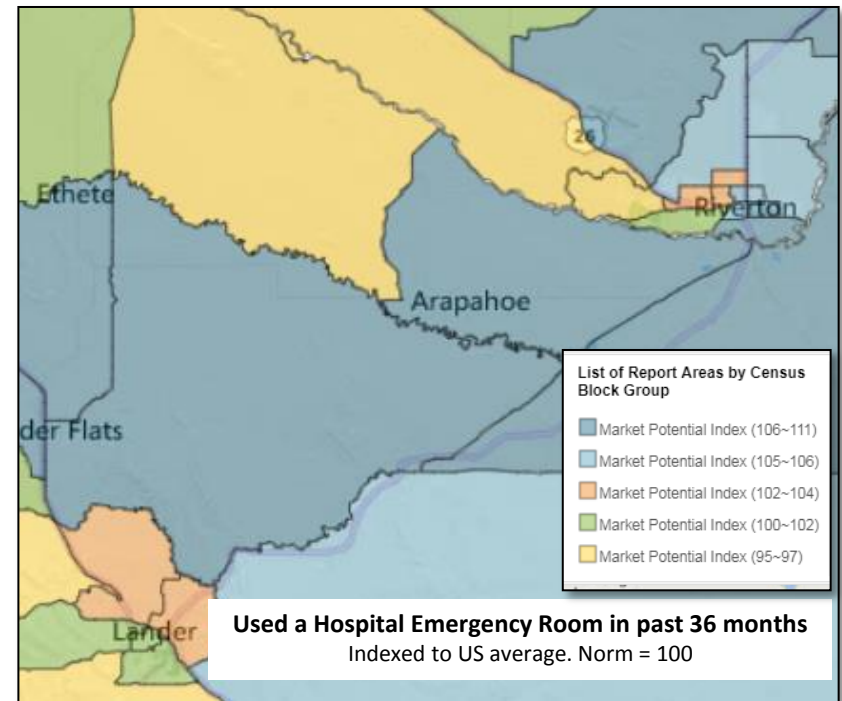 26
Ethete
Riverton
Arapahoe
List of Report Areas by Census
Block Group
Market Potential Index (106~111)
Market Potential Index (105~106)
Market Potential Index (102~104)
Market Potential Index (100~102)
Market Potential Index (95~97)
der Flats
Used a Hospital Emergency Room in past 36 months
Indexed to US average. Norm = 100
Lander